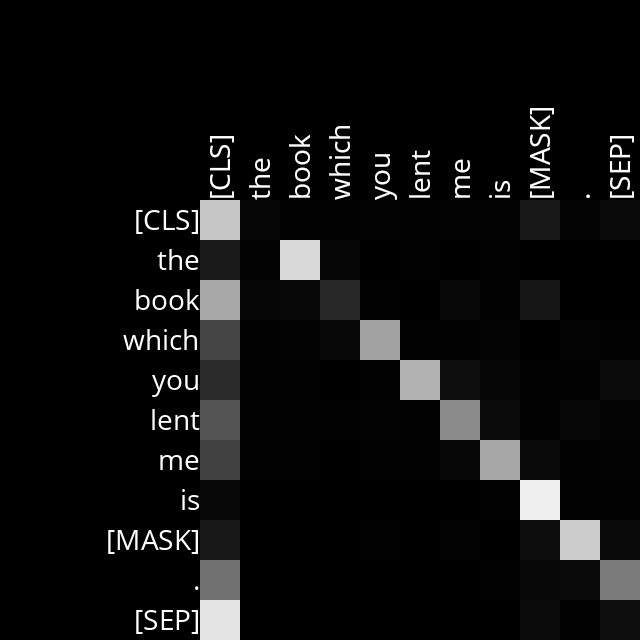 [CLS] the book which you lent me is [MASK] . [SEP]
[CLS]
the
book
which
you
lent
me
is
[MASK]
.
[SEP]